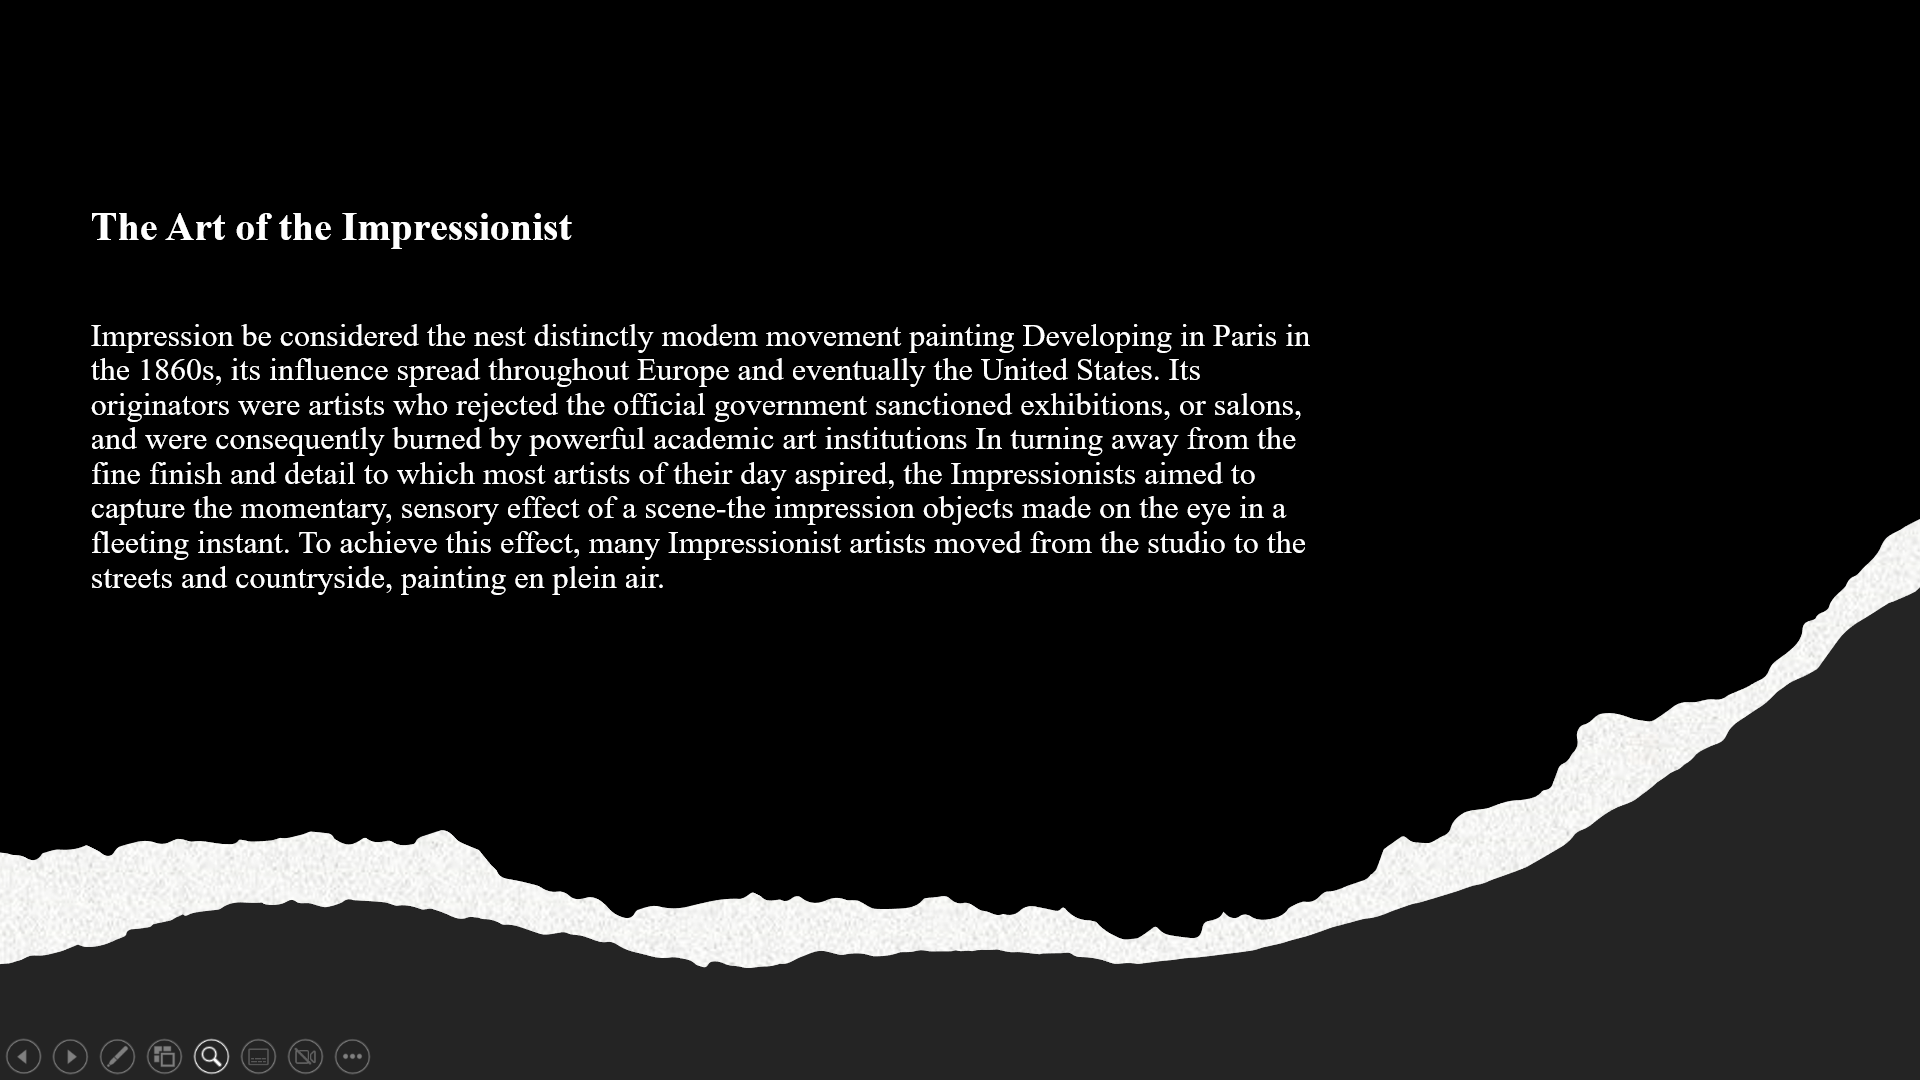 The Art of the Impressionist
Impression be considered the nest distinctly modem movement painting Developing in Paris in
the 1860s, its influence spread throughout Europe and eventually the United States. Its
originators were artists who rejected the official government sanctioned exhibitions, or salons,
and were consequently burned by powerful academic art institutions In turning away from the
fine finish and detail to which most artists of their day aspired, the Impressionists aimed to
capture the momentary, sensory effect of a scene-the impression objects made on the eye in a
fleeting instant. To achieve this effect, many Impressionist artists moved from the studio to the
streets and countryside, painting en plein air.